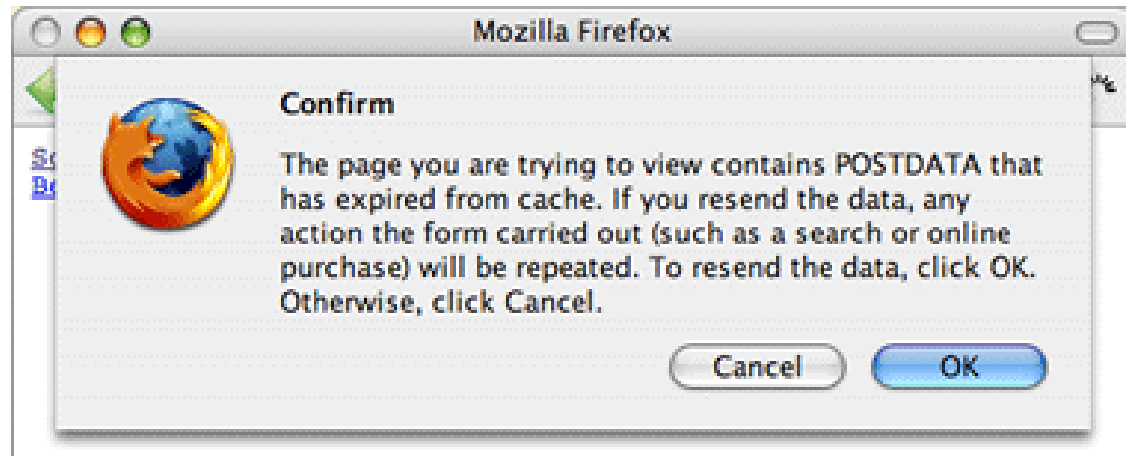 Mozilla Firefox
Confirm
The page you are trying to view contains POSTDATA that
has expired from cache. If you resend the data, any
action the form carried out (such as a search or online
purchase) will be repeated. To resend the data, click OK.
Otherwise, click Cancel.
Cancel
OK